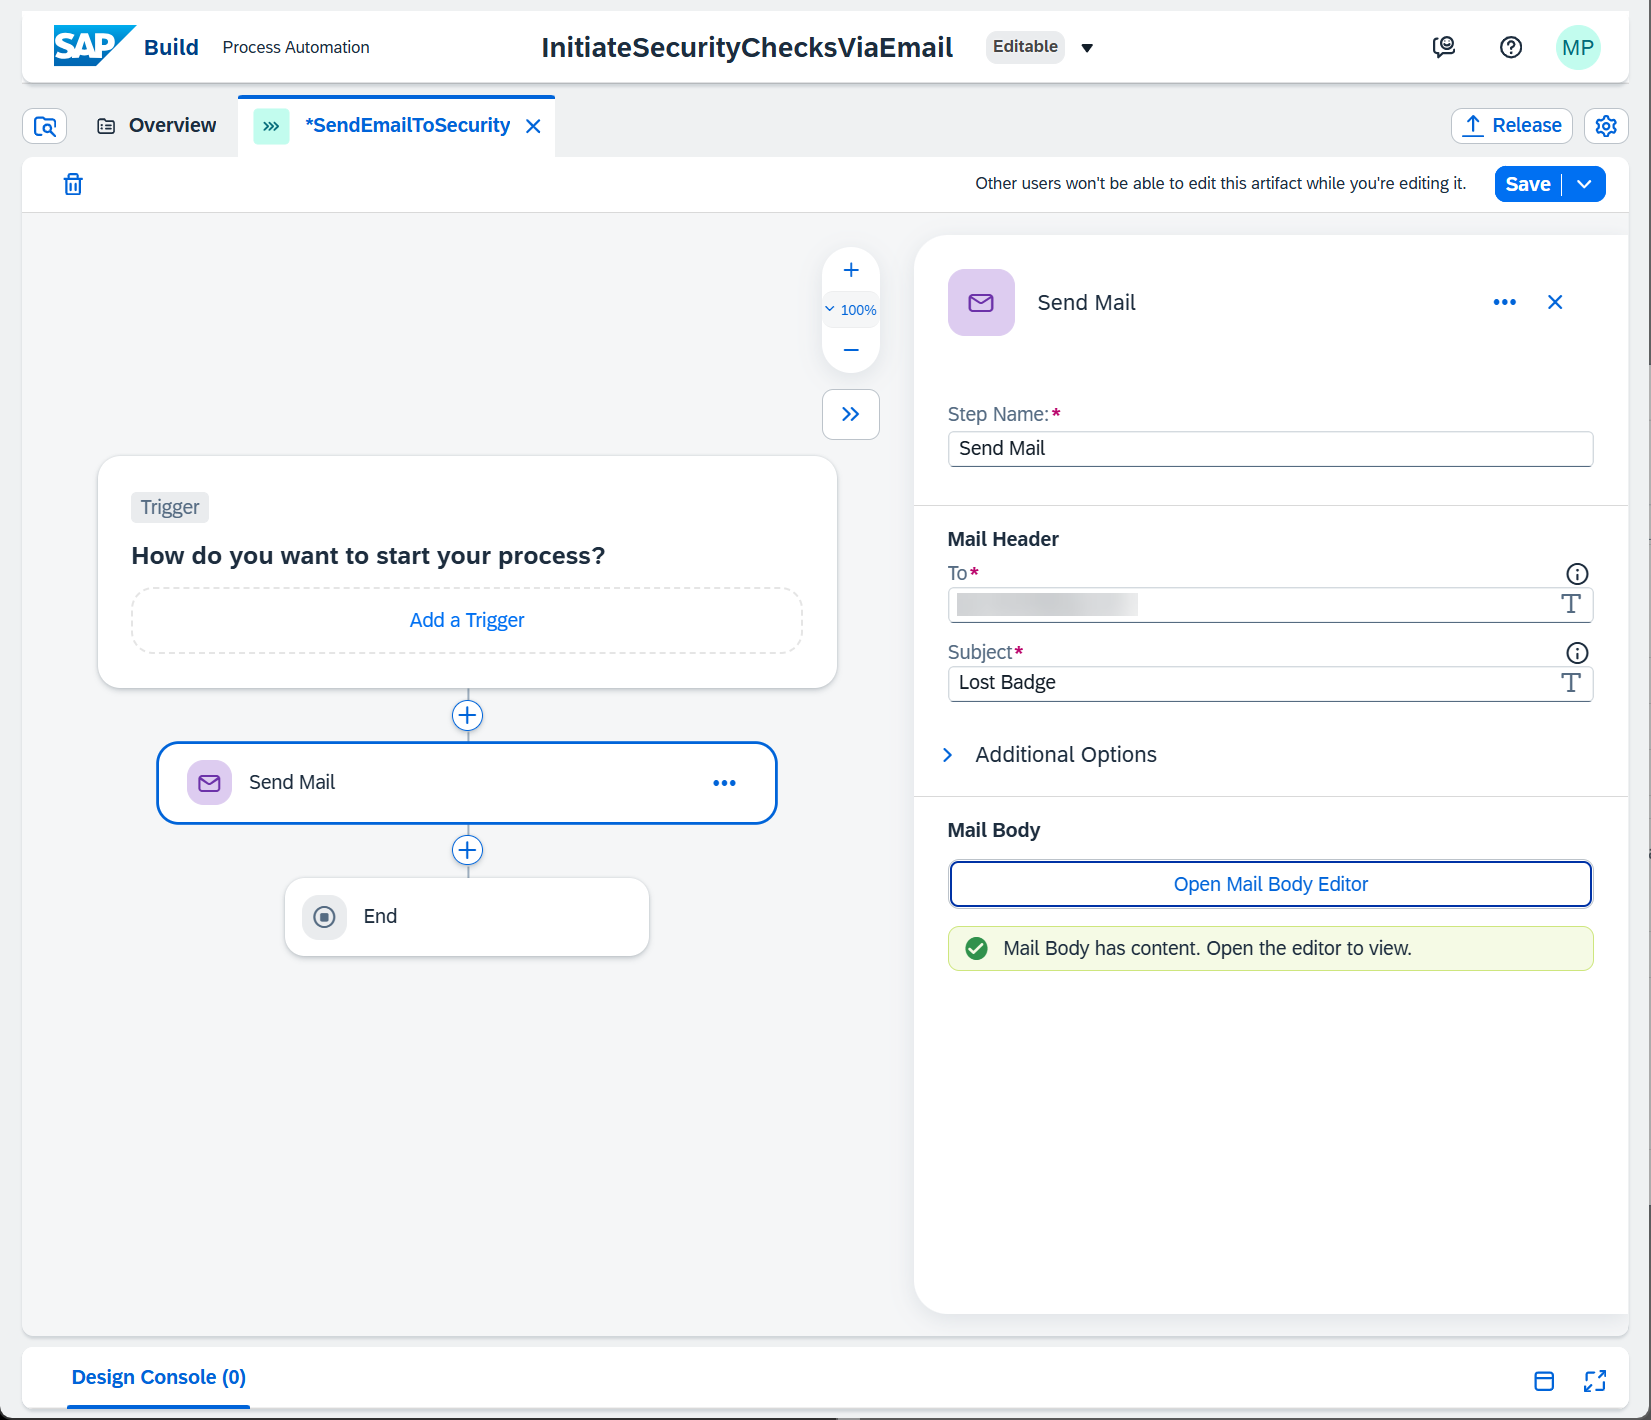 SAP Build Process Automation InitiateSecurityChecksViaEmail Editable MP
Overview *SendEmailToSecurity Release
Other users won't be able to edit this artifact while you're editing it. Save
100%
Trigger
How do you want to start your process?
Add a Trigger
Send Mail
End
Send Mail
Step Name:*
Send Mail
Mail Header
To*
Subject*
Lost Badge
Additional Options
Mail Body
Open Mail Body Editor
Mail Body has content. Open the editor to view.
Design Console (0)